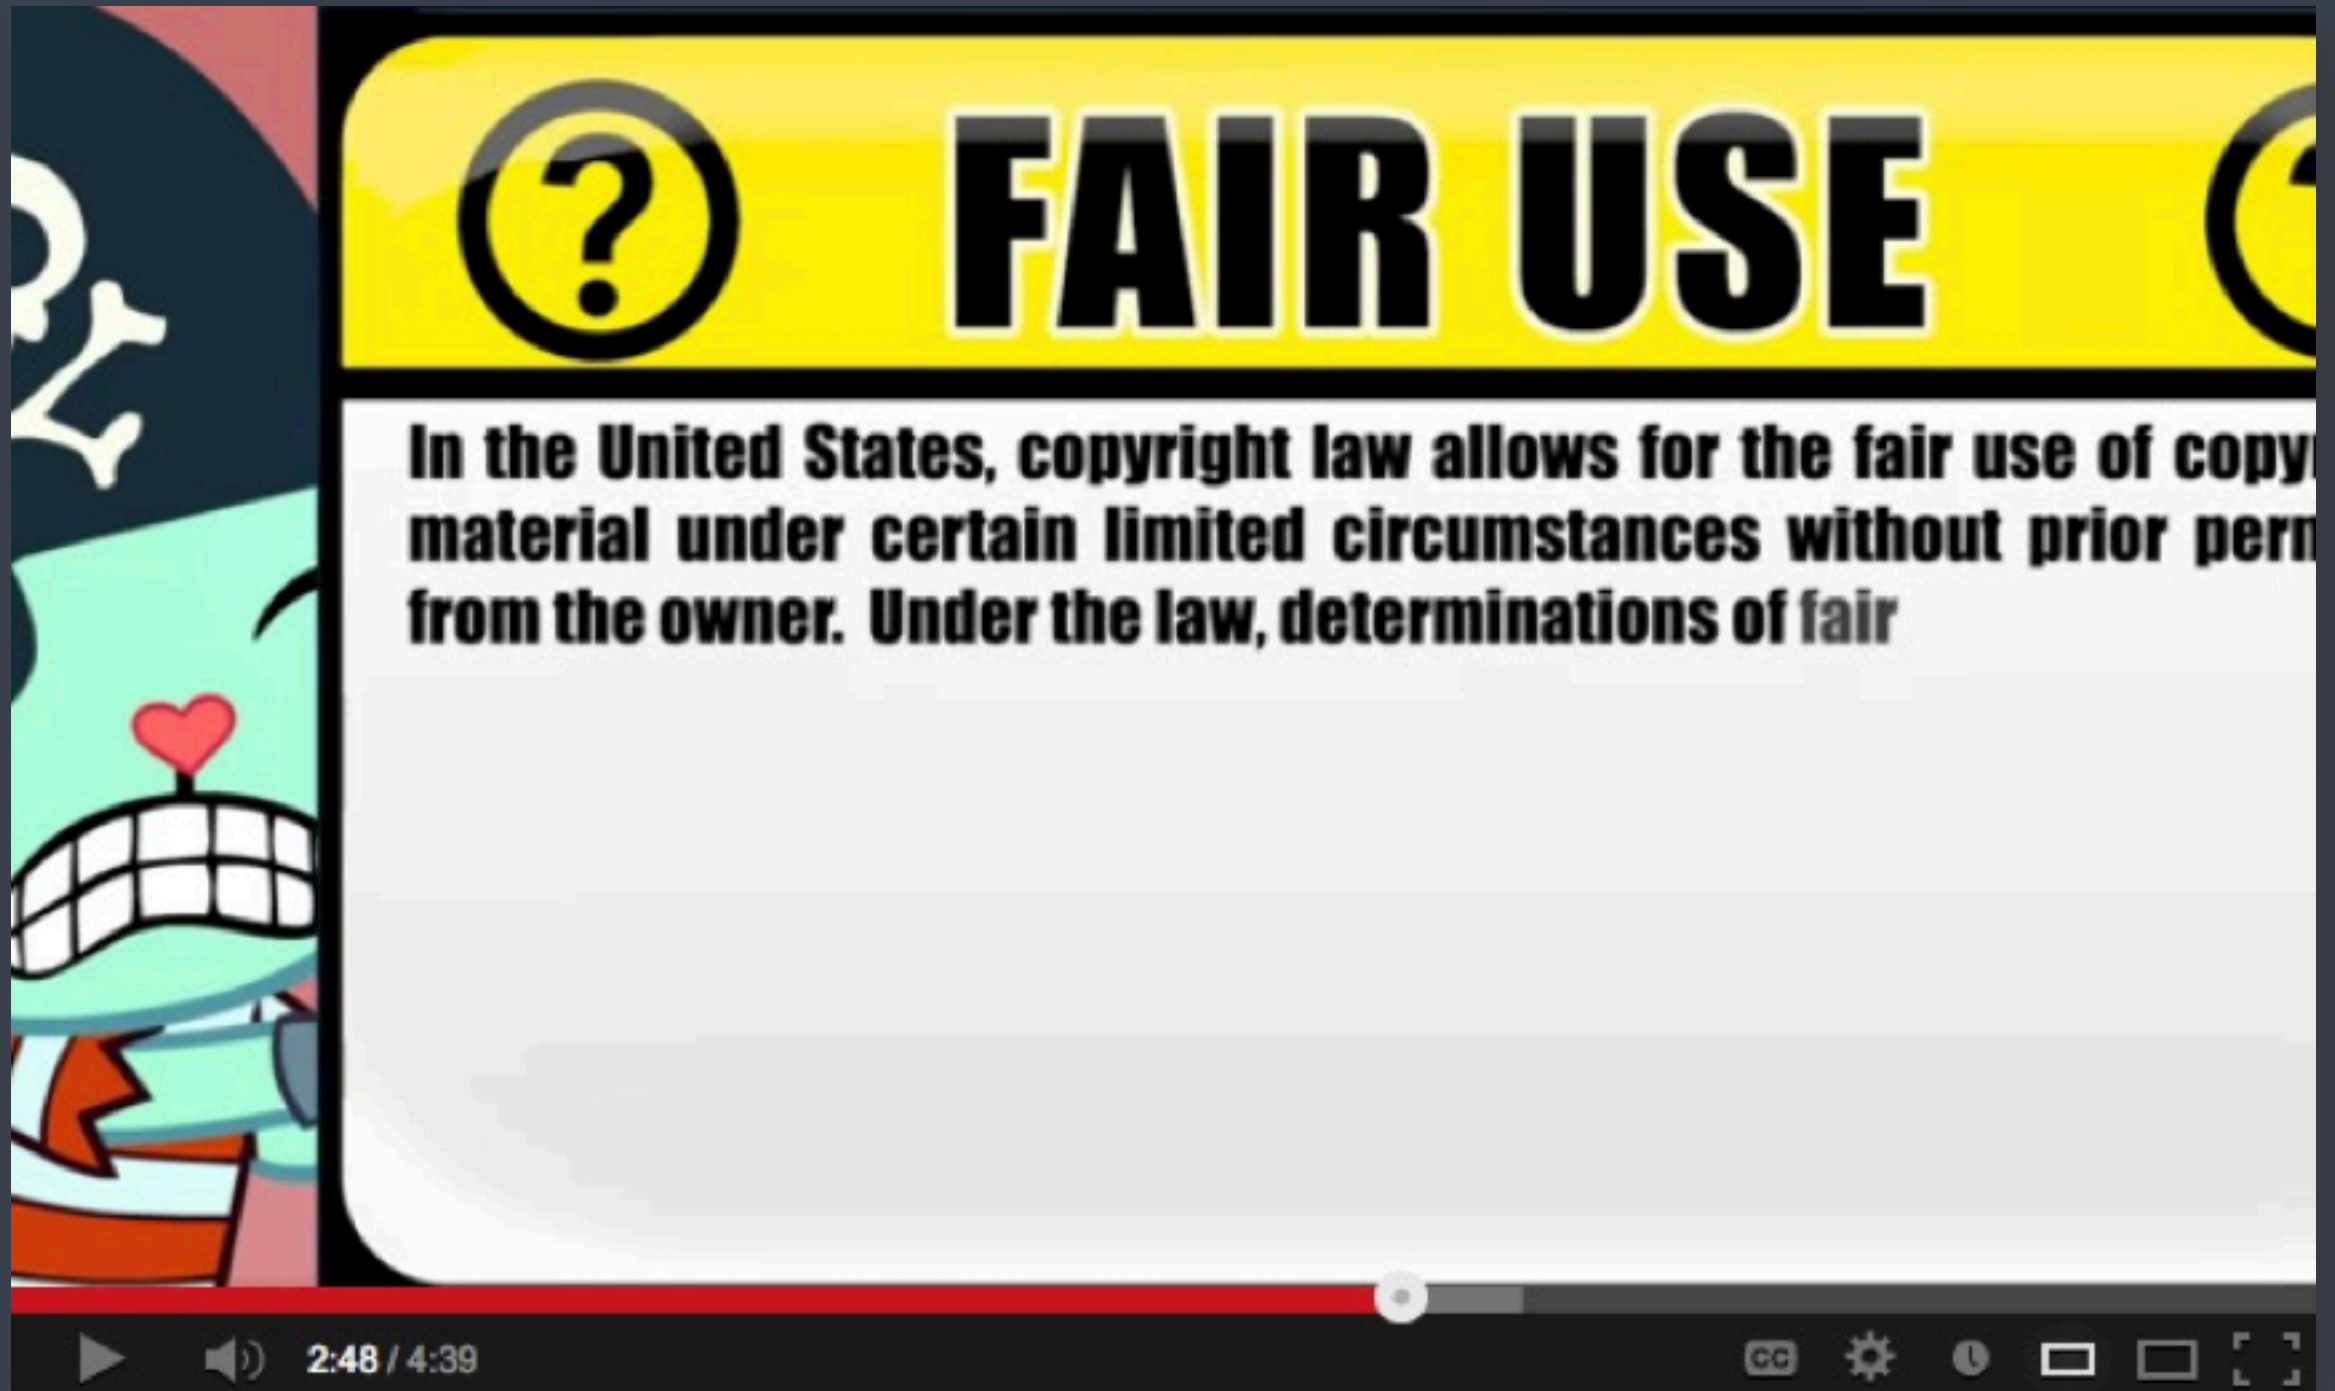 FAIR USE
In the United States, copyright law allows for the fair use of
material under certain limited circumstances without prior
from the owner. Under the law, determinations of fair
2:48 / 4:39
CC